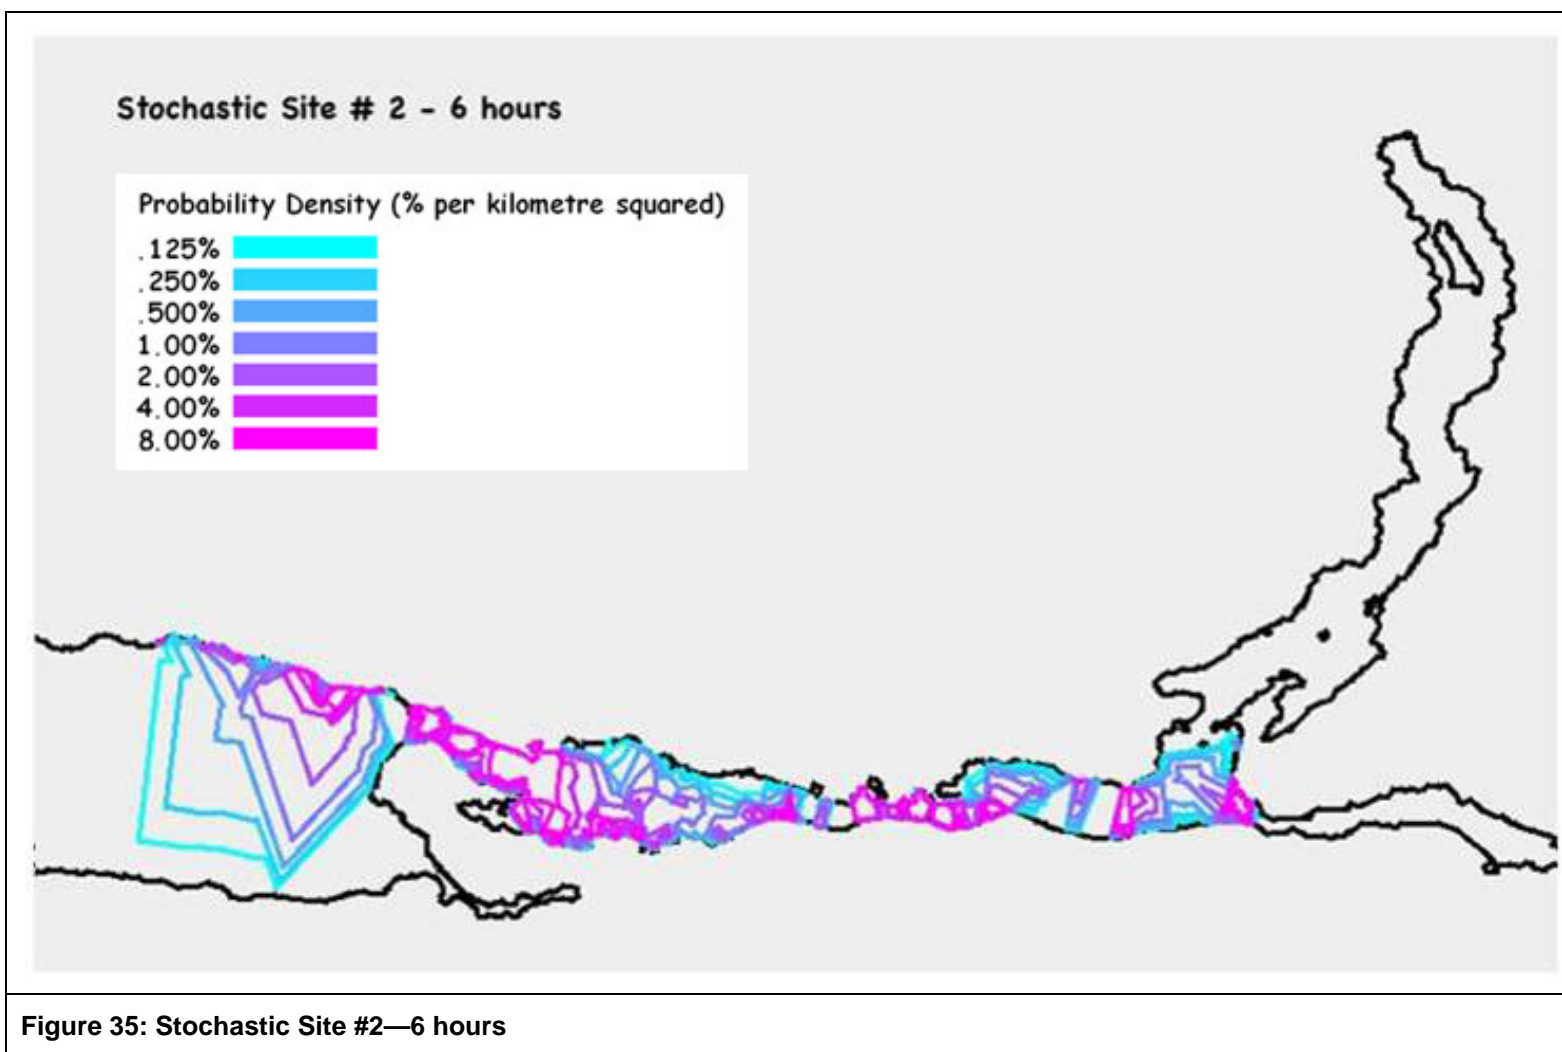 Stochastic Site # 2 - 6 hours
Probability Density (% per kilometre squared)
.125%
.250%
.500%
1.00%
2.00%
4.00%
8.00%
Figure 35: Stochastic Site #2—6 hours